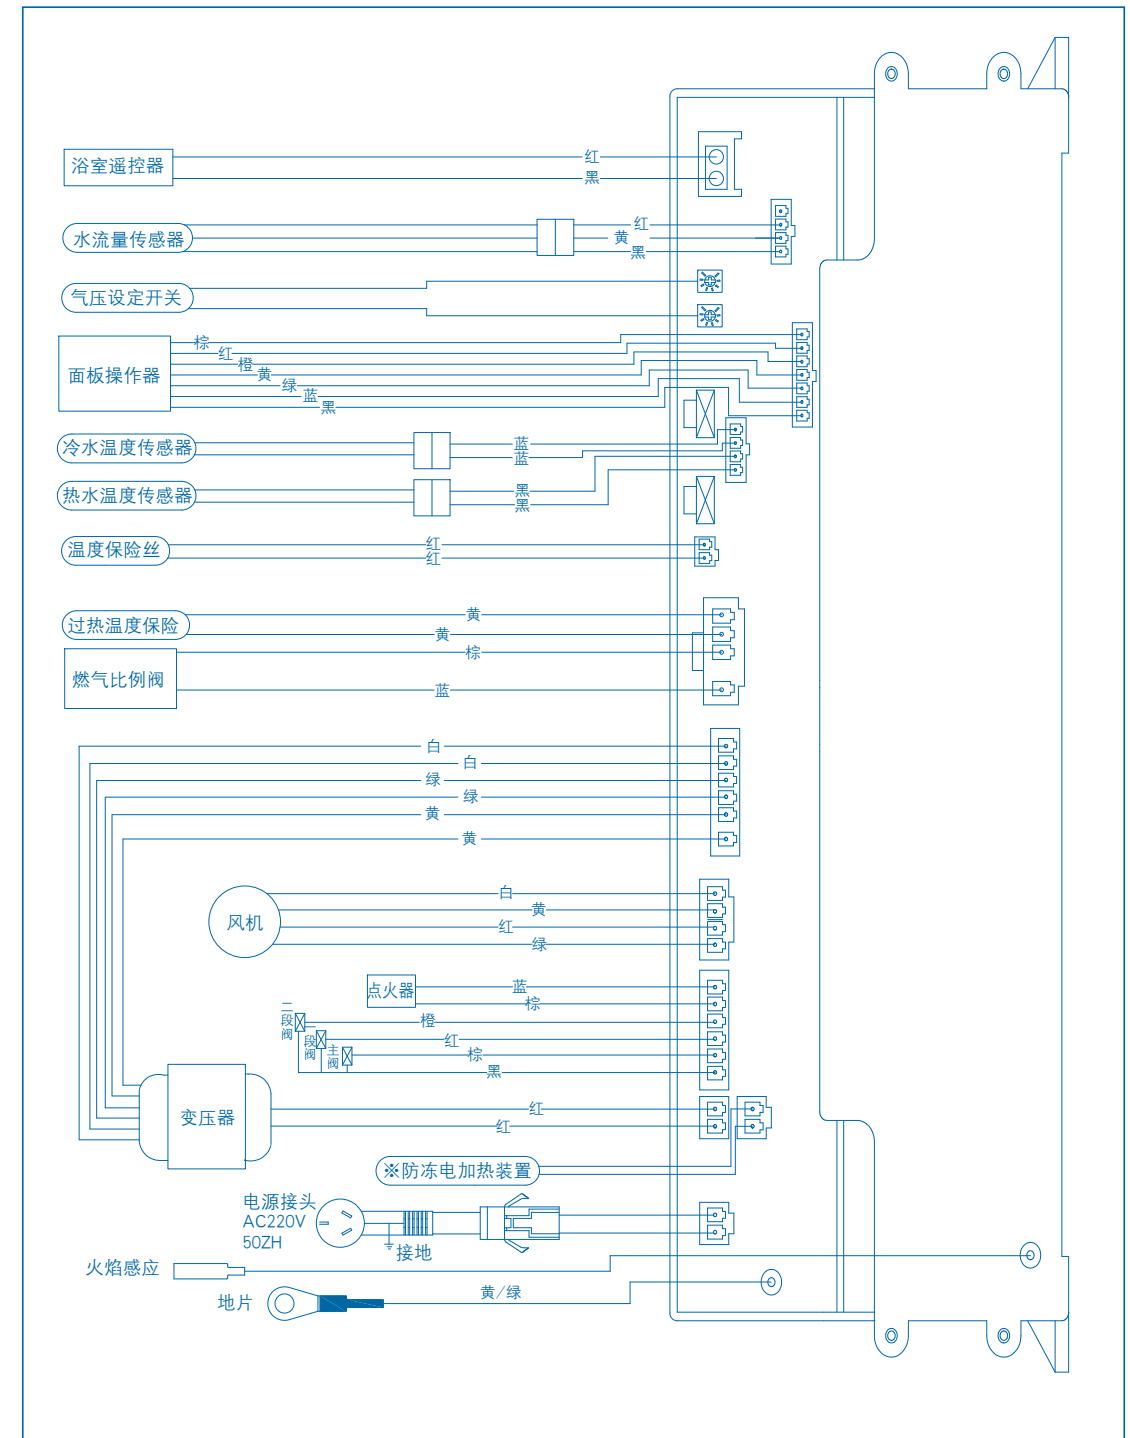 浴室遥控器
红
黑
水流量传感器
红
黄
黑
气压设定开关
面板操作器
棕
红
橙
黄
绿
蓝
黑
冷水温度传感器
蓝
蓝
热水温度传感器
黑
黑
温度保险丝
红
红
过热温度保险
黄
黄
燃气比例阀
棕
蓝
白
白
绿
绿
黄
黄
风机
白
黄
红
绿
点火器
蓝
棕
二段阀
橙
一段阀
红
主阀
棕
黑
变压器
红
红
※防冻电加热装置
电源接头
AC220V
50ZH
接地
火焰感应
地片
黄/绿